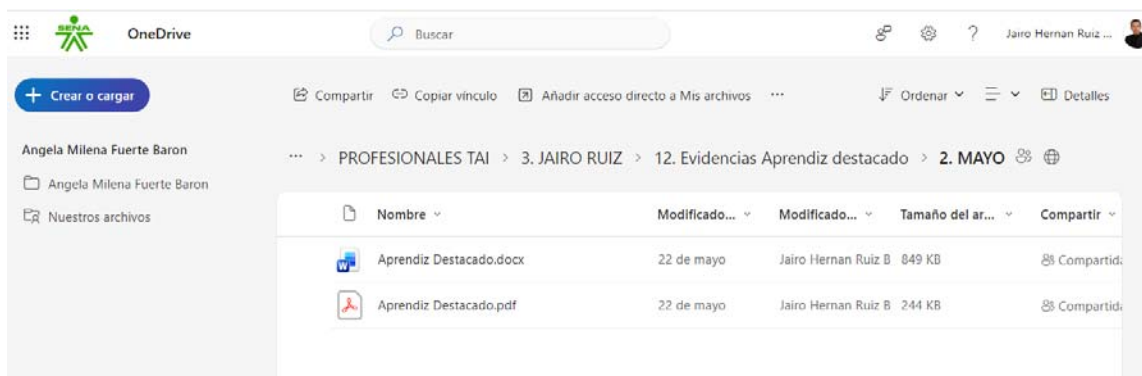 SENA
OneDrive
Buscar
Jairo Hernan Ruiz ...
Crear o cargar
Compartir
Copiar vínculo
Añadir acceso directo a Mis archivos
...
Ordenar
Detalles
Angela Milena Fuerte Baron
Angela Milena Fuerte Baron
Nuestros archivos
... > PROFESIONALES TAI > 3. JAIRO RUIZ > 12. Evidencias Aprendiz destacado > 2. MAYO
Nombre Modificado... Modificado... Tamaño del ar... Compartir
Aprendiz Destacado.docx 22 de mayo Jairo Hernan Ruiz B 849 KB Compartida
Aprendiz Destacado.pdf 22 de mayo Jairo Hernan Ruiz B 244 KB Compartida